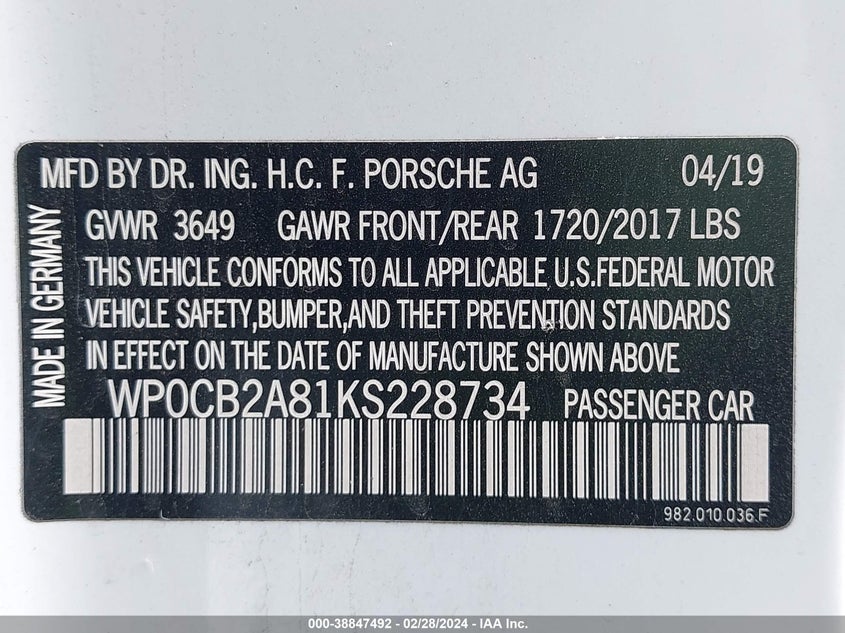 MFD BY DR. ING. H.C. F. PORSCHE AG 04/19
MADE IN GERMANY
GVWR 3649 GAWR FRONT/REAR 1720/2017 LBS
THIS VEHICLE CONFORMS TO ALL APPLICABLE U.S.FEDERAL MOTOR
VEHICLE SAFETY,BUMPER,AND THEFT PREVENTION STANDARDS
IN EFFECT ON THE DATE OF MANUFACTURE SHOWN ABOVE
WP0CB2A81KS228734 PASSENGER CAR
982.010.036.F
000-38847492 - 02/28/2024 - IAA Inc.